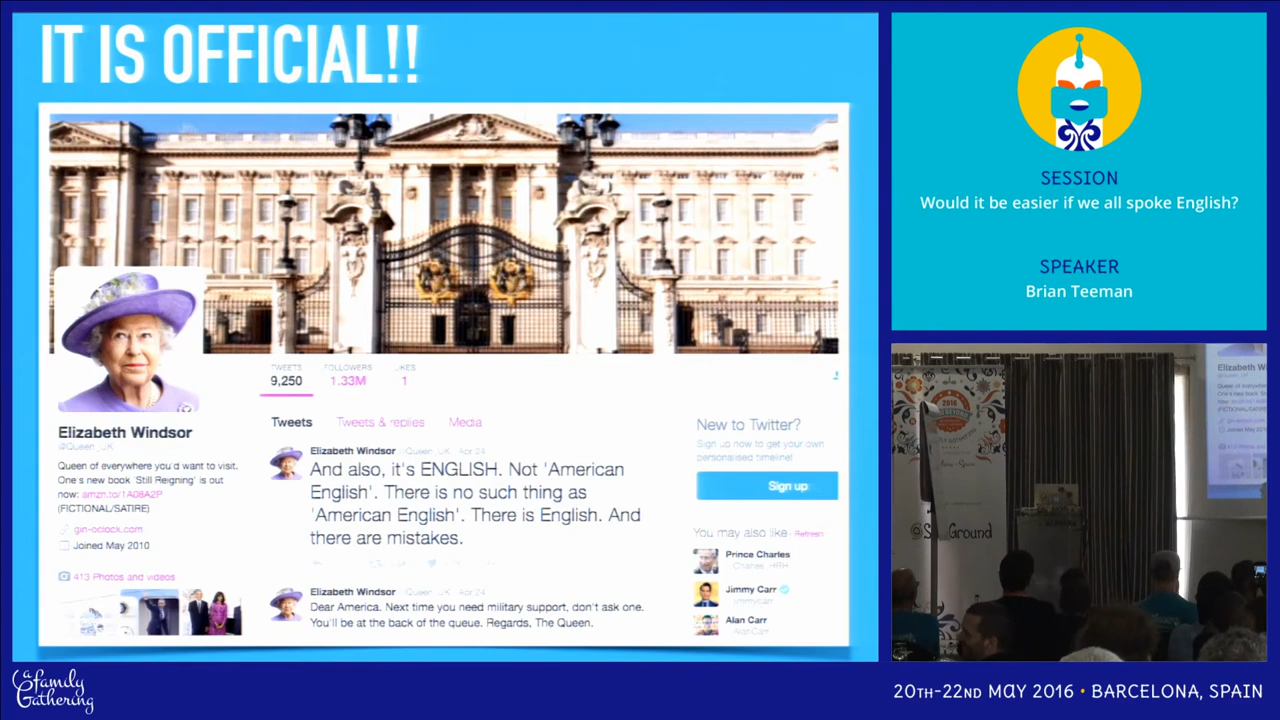 IT IS OFFICIAL!!
TWEETS
FOLLOWERS
LIKES
9,250
1.33M
1
Elizabeth Windsor
@Queen_UK
Queen of everywhere you'd want to visit.
One's new book 'Still Reigning' is out
now: amzn.to/1A08A2P
(FICTIONAL/SATIRE)
gin-oclock.com
Joined May 2010
413 Photos and videos
Tweets
Tweets & replies
Media
Elizabeth Windsor @Queen_UK · Apr 24
And also, it's ENGLISH. Not 'American
English'. There is no such thing as
'American English'. There is English. And
there are mistakes.
Elizabeth Windsor @Queen_UK · Apr 24
Dear America. Next time you need military support, don't ask one.
You'll be at the back of the queue. Regards, The Queen.
New to Twitter?
Sign up now to get your own
personalised timeline!
Sign up
You may also like · Refresh
Prince Charles
Jimmy Carr
Alan Carr
SESSION
Would it be easier if we all spoke English?
SPEAKER
Brian Teeman
a family
Gathering
20TH-22ND MAY 2016 • BARCELONA, SPAIN